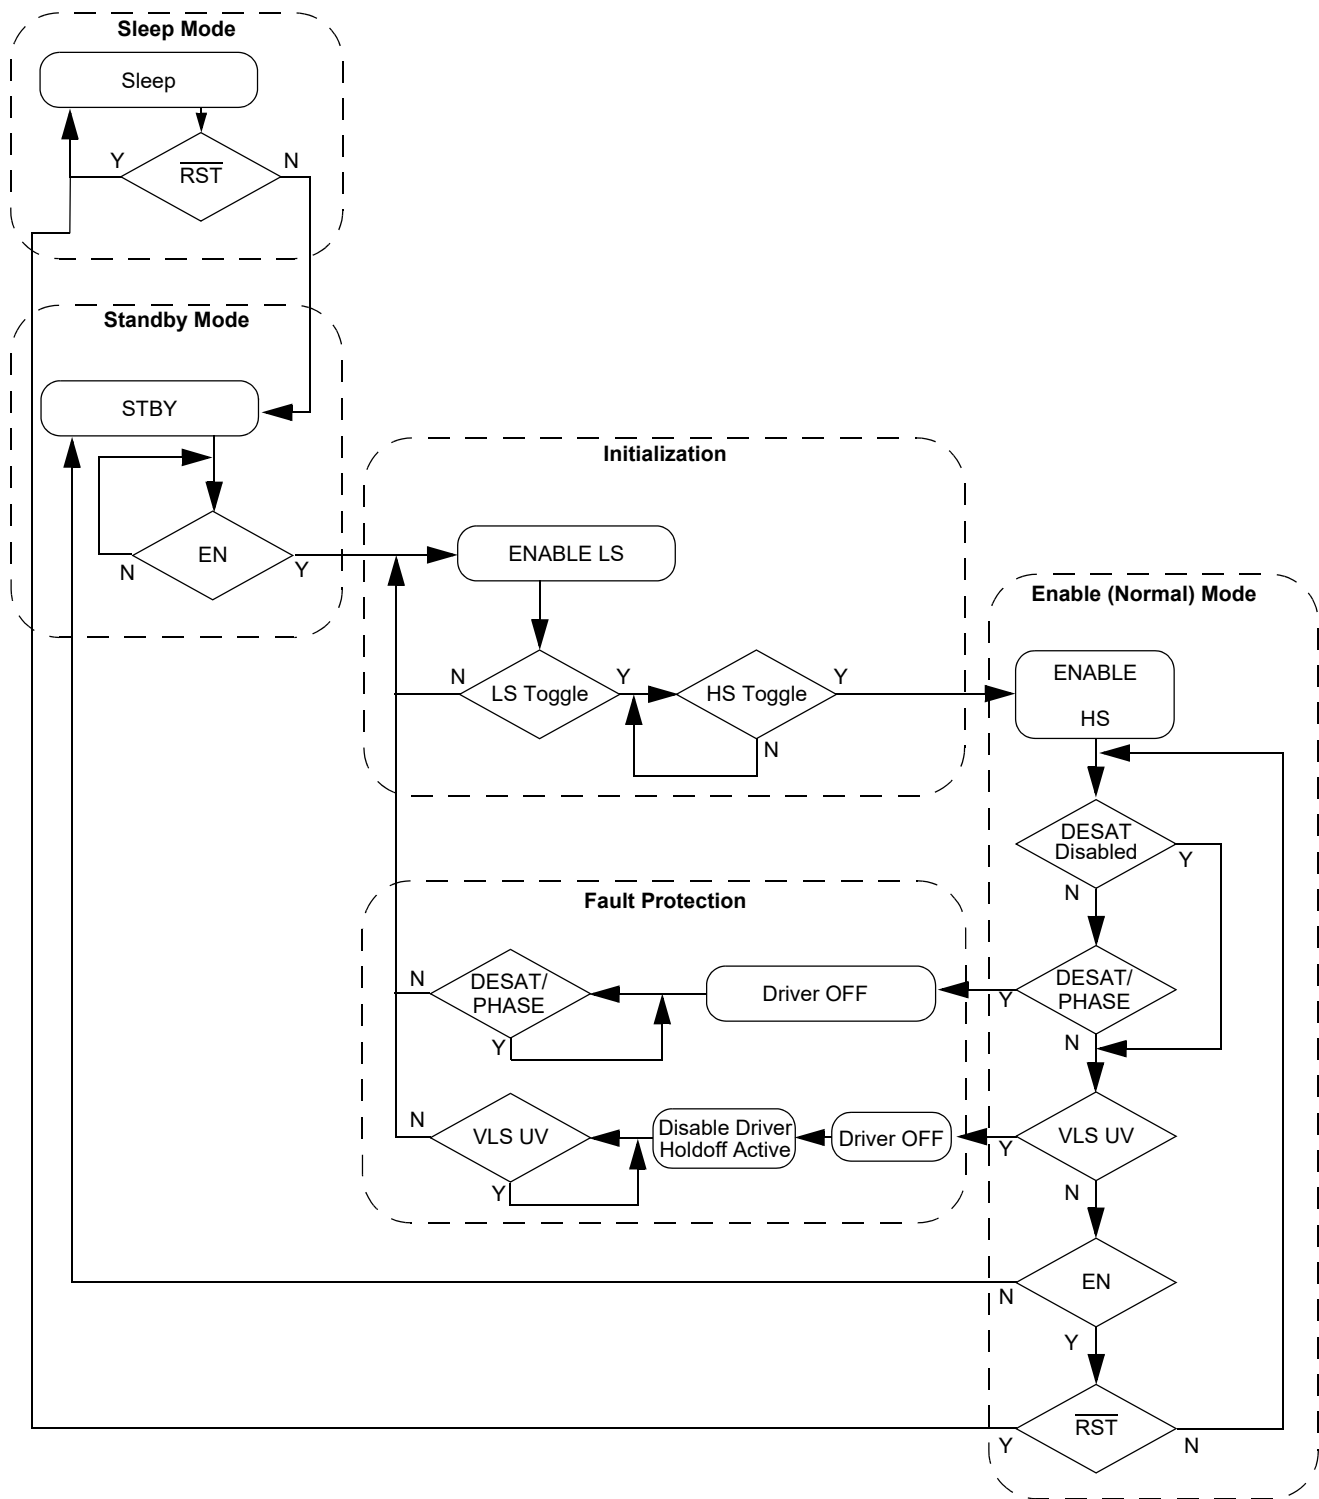 Sleep Mode
Sleep
Y
RST
N
Standby Mode
STBY
EN
N
Y
Initialization
ENABLE LS
N
LS Toggle
Y
HS Toggle
Y
N
Enable (Normal) Mode
ENABLE
HS
DESAT
Disabled
Y
N
DESAT/
PHASE
Y
N
VLS UV
Y
N
EN
N
Y
RST
Y
N
Fault Protection
N
DESAT/
PHASE
Y
Driver OFF
N
VLS UV
Y
Disable Driver
Holdoff Active
Driver OFF